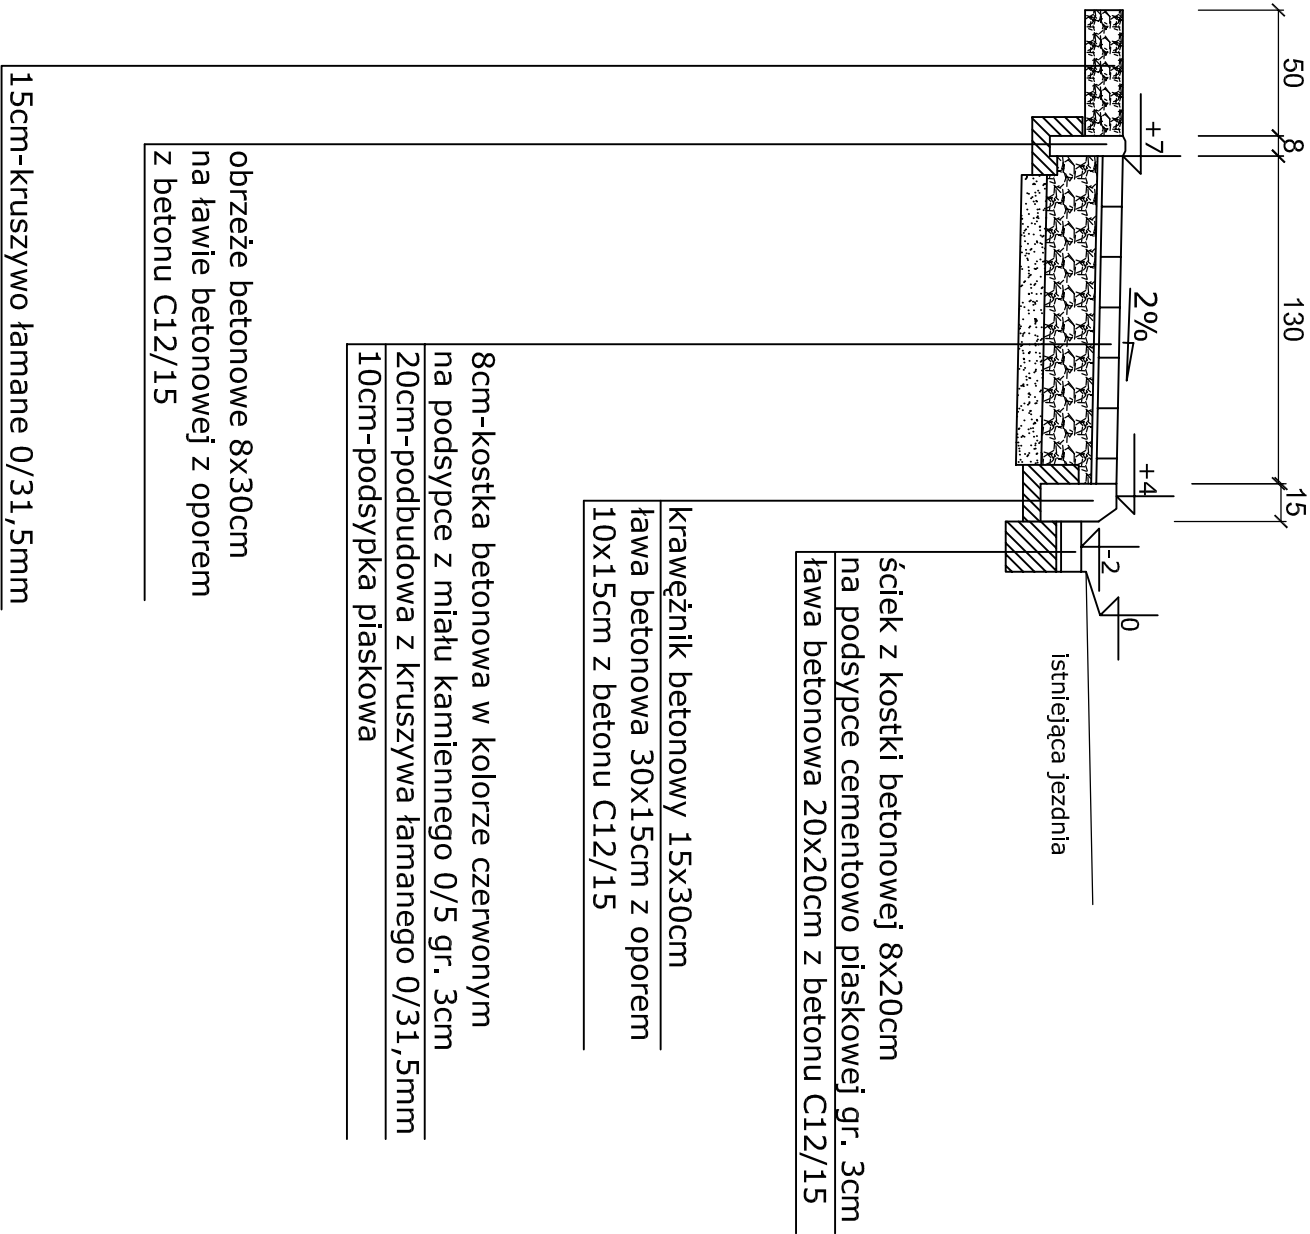 50
8
130
15
+7
2%
+4
-2
0
istniejąca jezdnia
ściek z kostki betonowej 8x20cm
na podsypce cementowo piaskowej gr. 3cm
ława betonowa 20x20cm z betonu C12/15
krawężnik betonowy 15x30cm
ława betonowa 30x15cm z oporem
10x15cm z betonu C12/15
8cm-kostka betonowa w kolorze czerwonym
na podsypce z miału kamiennego 0/5 gr. 3cm
20cm-podbudowa z kruszywa łamanego 0/31,5mm
10cm-podsypka piaskowa
obrzeże betonowe 8x30cm
na ławie betonowej z oporem
z betonu C12/15
15cm-kruszywo łamane 0/31,5mm